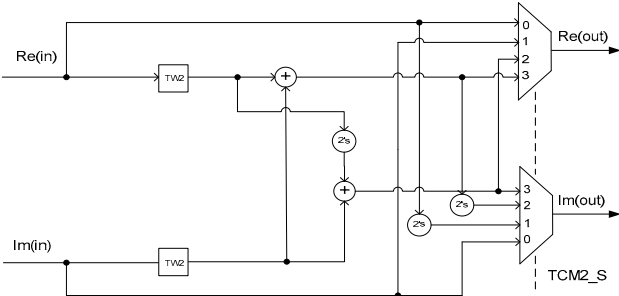 0
Re(out)
1
Re(in)
2
TW2
+
3
2's
+
3
2's
2
Im(out)
2's
1
Im(in)
0
TW2
TCM2_S